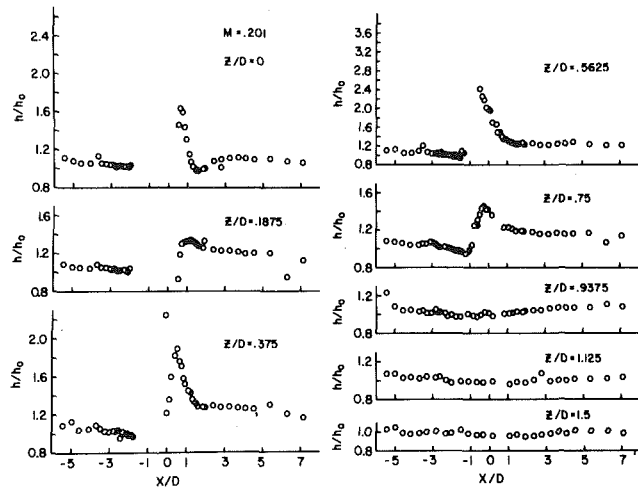 M = .201
Z/D = 0
h/h₀
2.4
2.0
1.6
1.2
0.8
Z/D = .1875
h/h₀
1.6
1.2
0.8
Z/D = .375
h/h₀
2.2
1.8
1.4
1.0
0.8
-5 -3 -1 0 1 3 5 7
X/D
Z/D = .5625
h/h₀
3.6
3.2
2.8
2.4
2.0
1.6
1.2
0.8
Z/D = .75
h/h₀
1.6
1.2
0.8
Z/D = .9375
h/h₀
1.2
0.8
Z/D = 1.125
h/h₀
1.2
0.8
Z/D = 1.5
h/h₀
1.0
0.8
-5 -3 -1 0 1 3 5 7
X/D